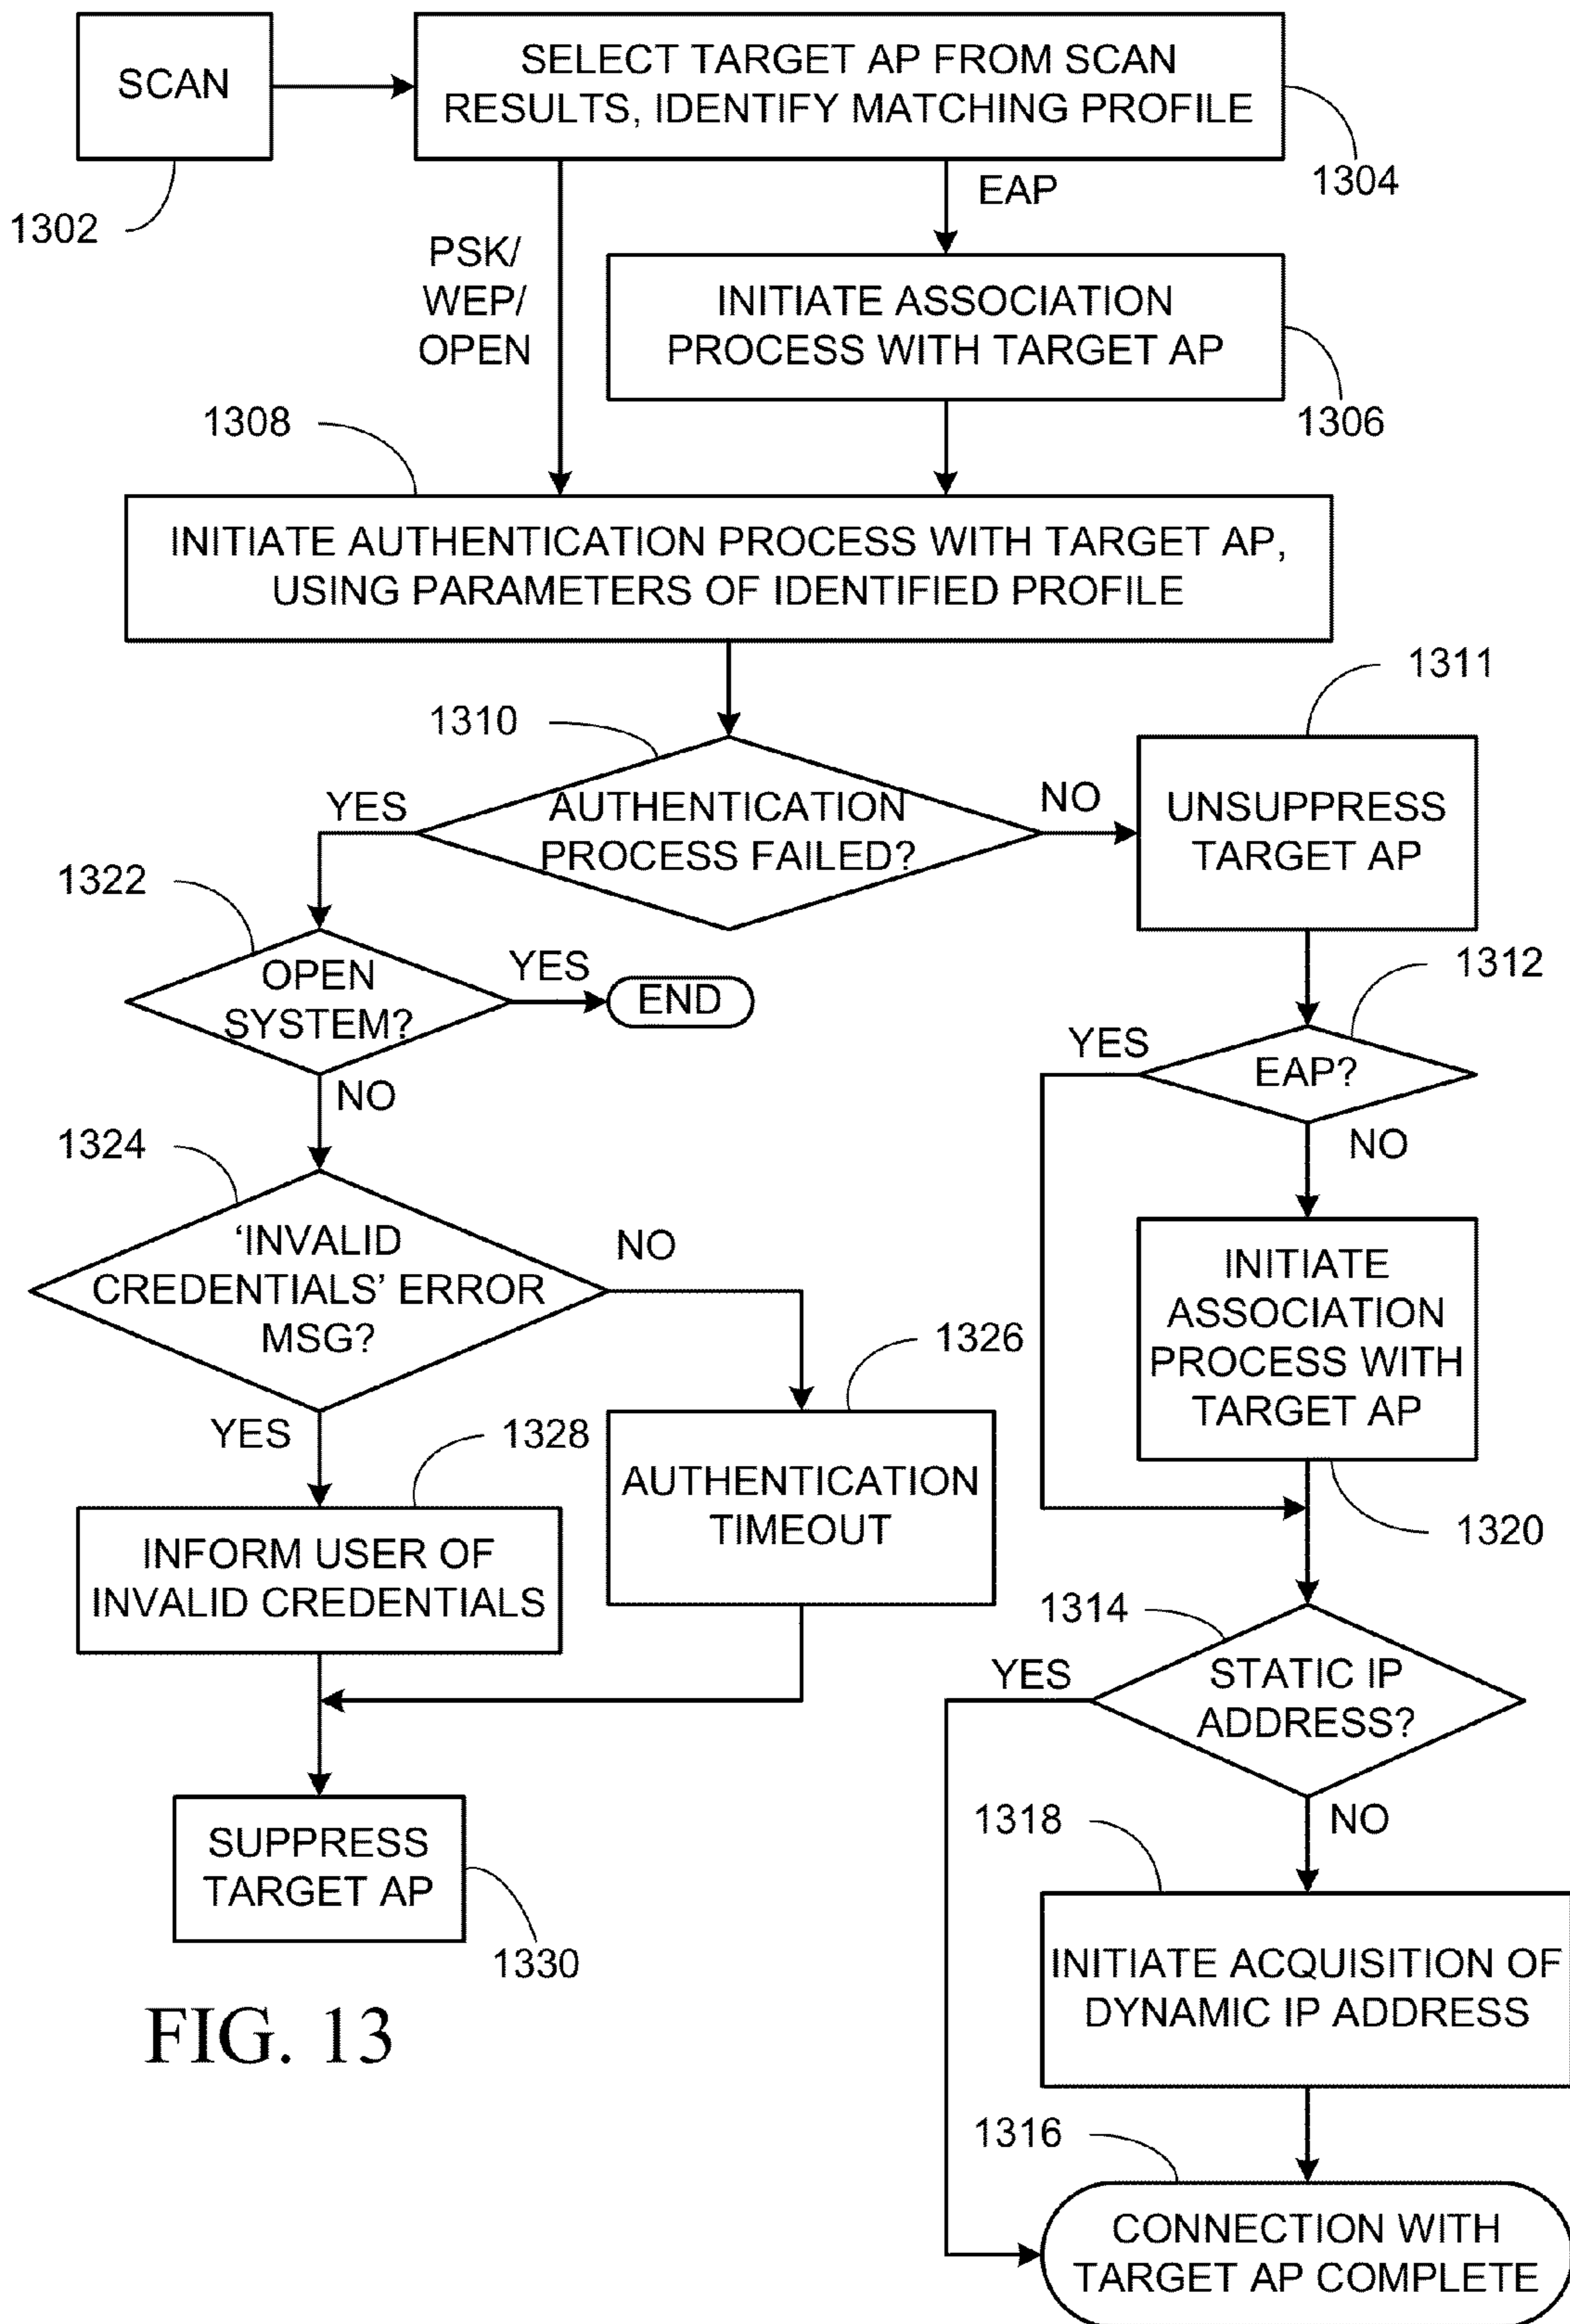 SCAN
SELECT TARGET AP FROM SCAN
RESULTS, IDENTIFY MATCHING PROFILE
1302
1304
EAP
PSK/
WEP/
OPEN
INITIATE ASSOCIATION
PROCESS WITH TARGET AP
1306
1308
INITIATE AUTHENTICATION PROCESS WITH TARGET AP,
USING PARAMETERS OF IDENTIFIED PROFILE
1310
1311
YES
AUTHENTICATION
PROCESS FAILED?
NO
UNSUPPRESS
TARGET AP
1322
OPEN
SYSTEM?
YES
END
NO
1312
YES
EAP?
NO
1324
'INVALID
CREDENTIALS' ERROR
MSG?
NO
YES
1326
AUTHENTICATION
TIMEOUT
1328
INFORM USER OF
INVALID CREDENTIALS
INITIATE
ASSOCIATION
PROCESS WITH
TARGET AP
1320
1314
YES
STATIC IP
ADDRESS?
NO
SUPPRESS
TARGET AP
1330
1318
INITIATE ACQUISITION OF
DYNAMIC IP ADDRESS
1316
CONNECTION WITH
TARGET AP COMPLETE
FIG. 13